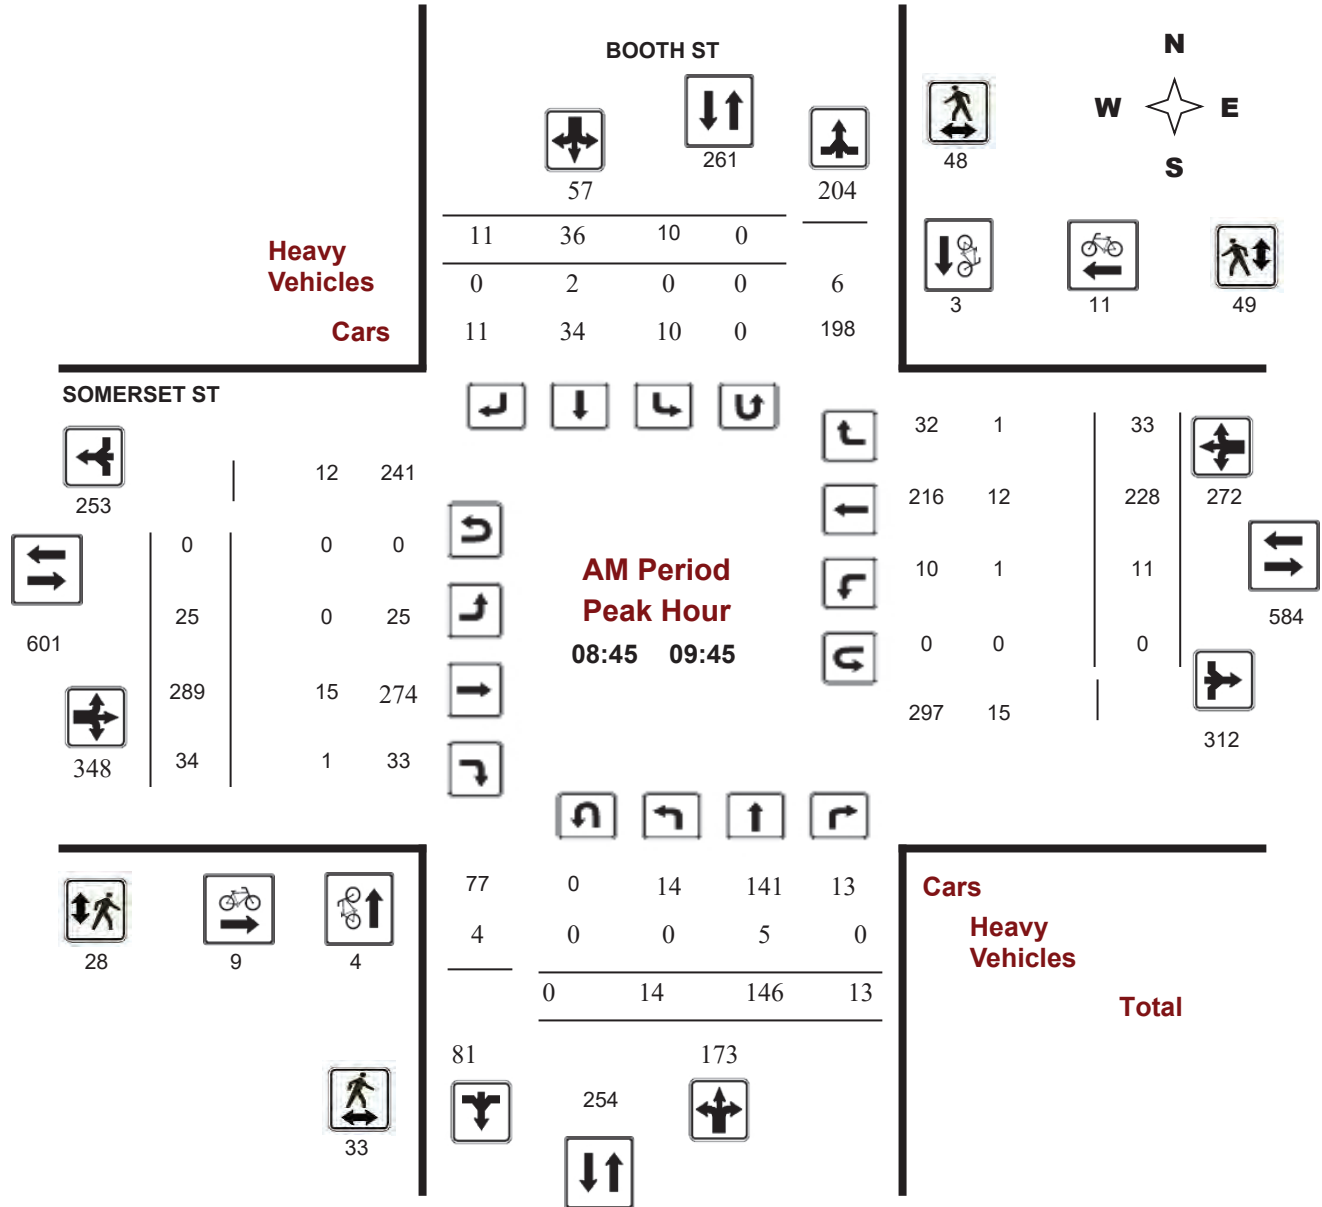 BOOTH ST
N
W E
S
261
48
57
204
11 36 10 0
Heavy
Vehicles
0 2 0 0 6
3 11 49
Cars
11 34 10 0 198
SOMERSET ST
32 1 33
12 241
253
216 12 228 272
0 0 0
AM Period
Peak Hour
10 1 11
25 0 25
584
601
08:45 09:45
0 0 0
289 15 274
297 15
312
348 34 1 33
77 0 14 141 13
Cars
4 0 0 5 0
Heavy
Vehicles
28 9 4
0 14 146 13
Total
81 173
254
33